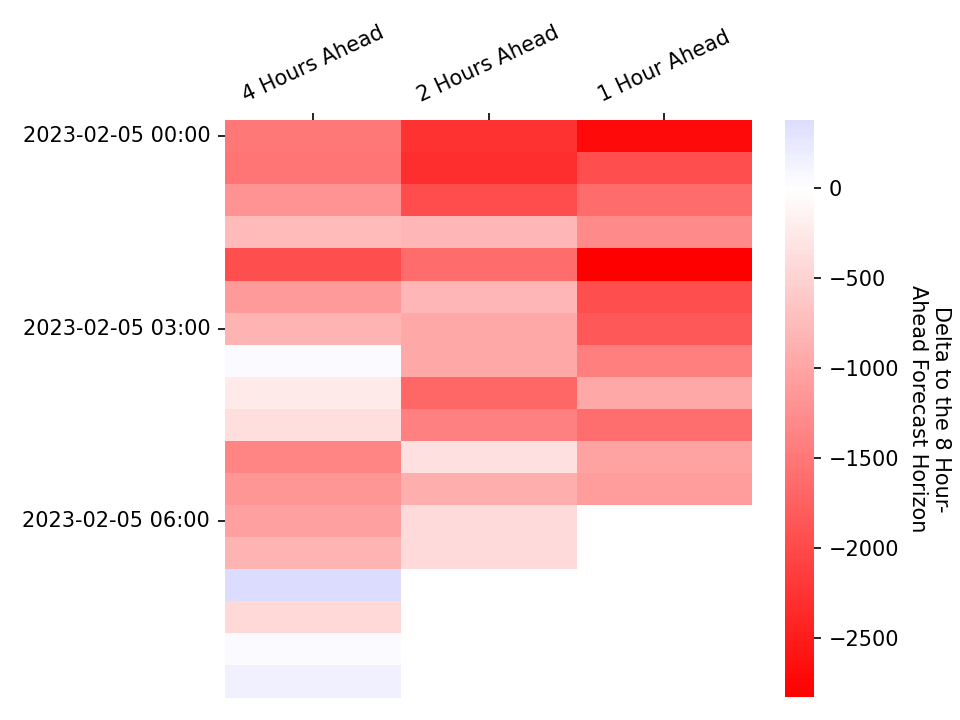 4 Hours Ahead
2 Hours Ahead
1 Hour Ahead
2023-02-05 00:00
2023-02-05 03:00
2023-02-05 06:00
0
−500
−1000
−1500
−2000
−2500
Delta to the 8 Hour-
Ahead Forecast Horizon